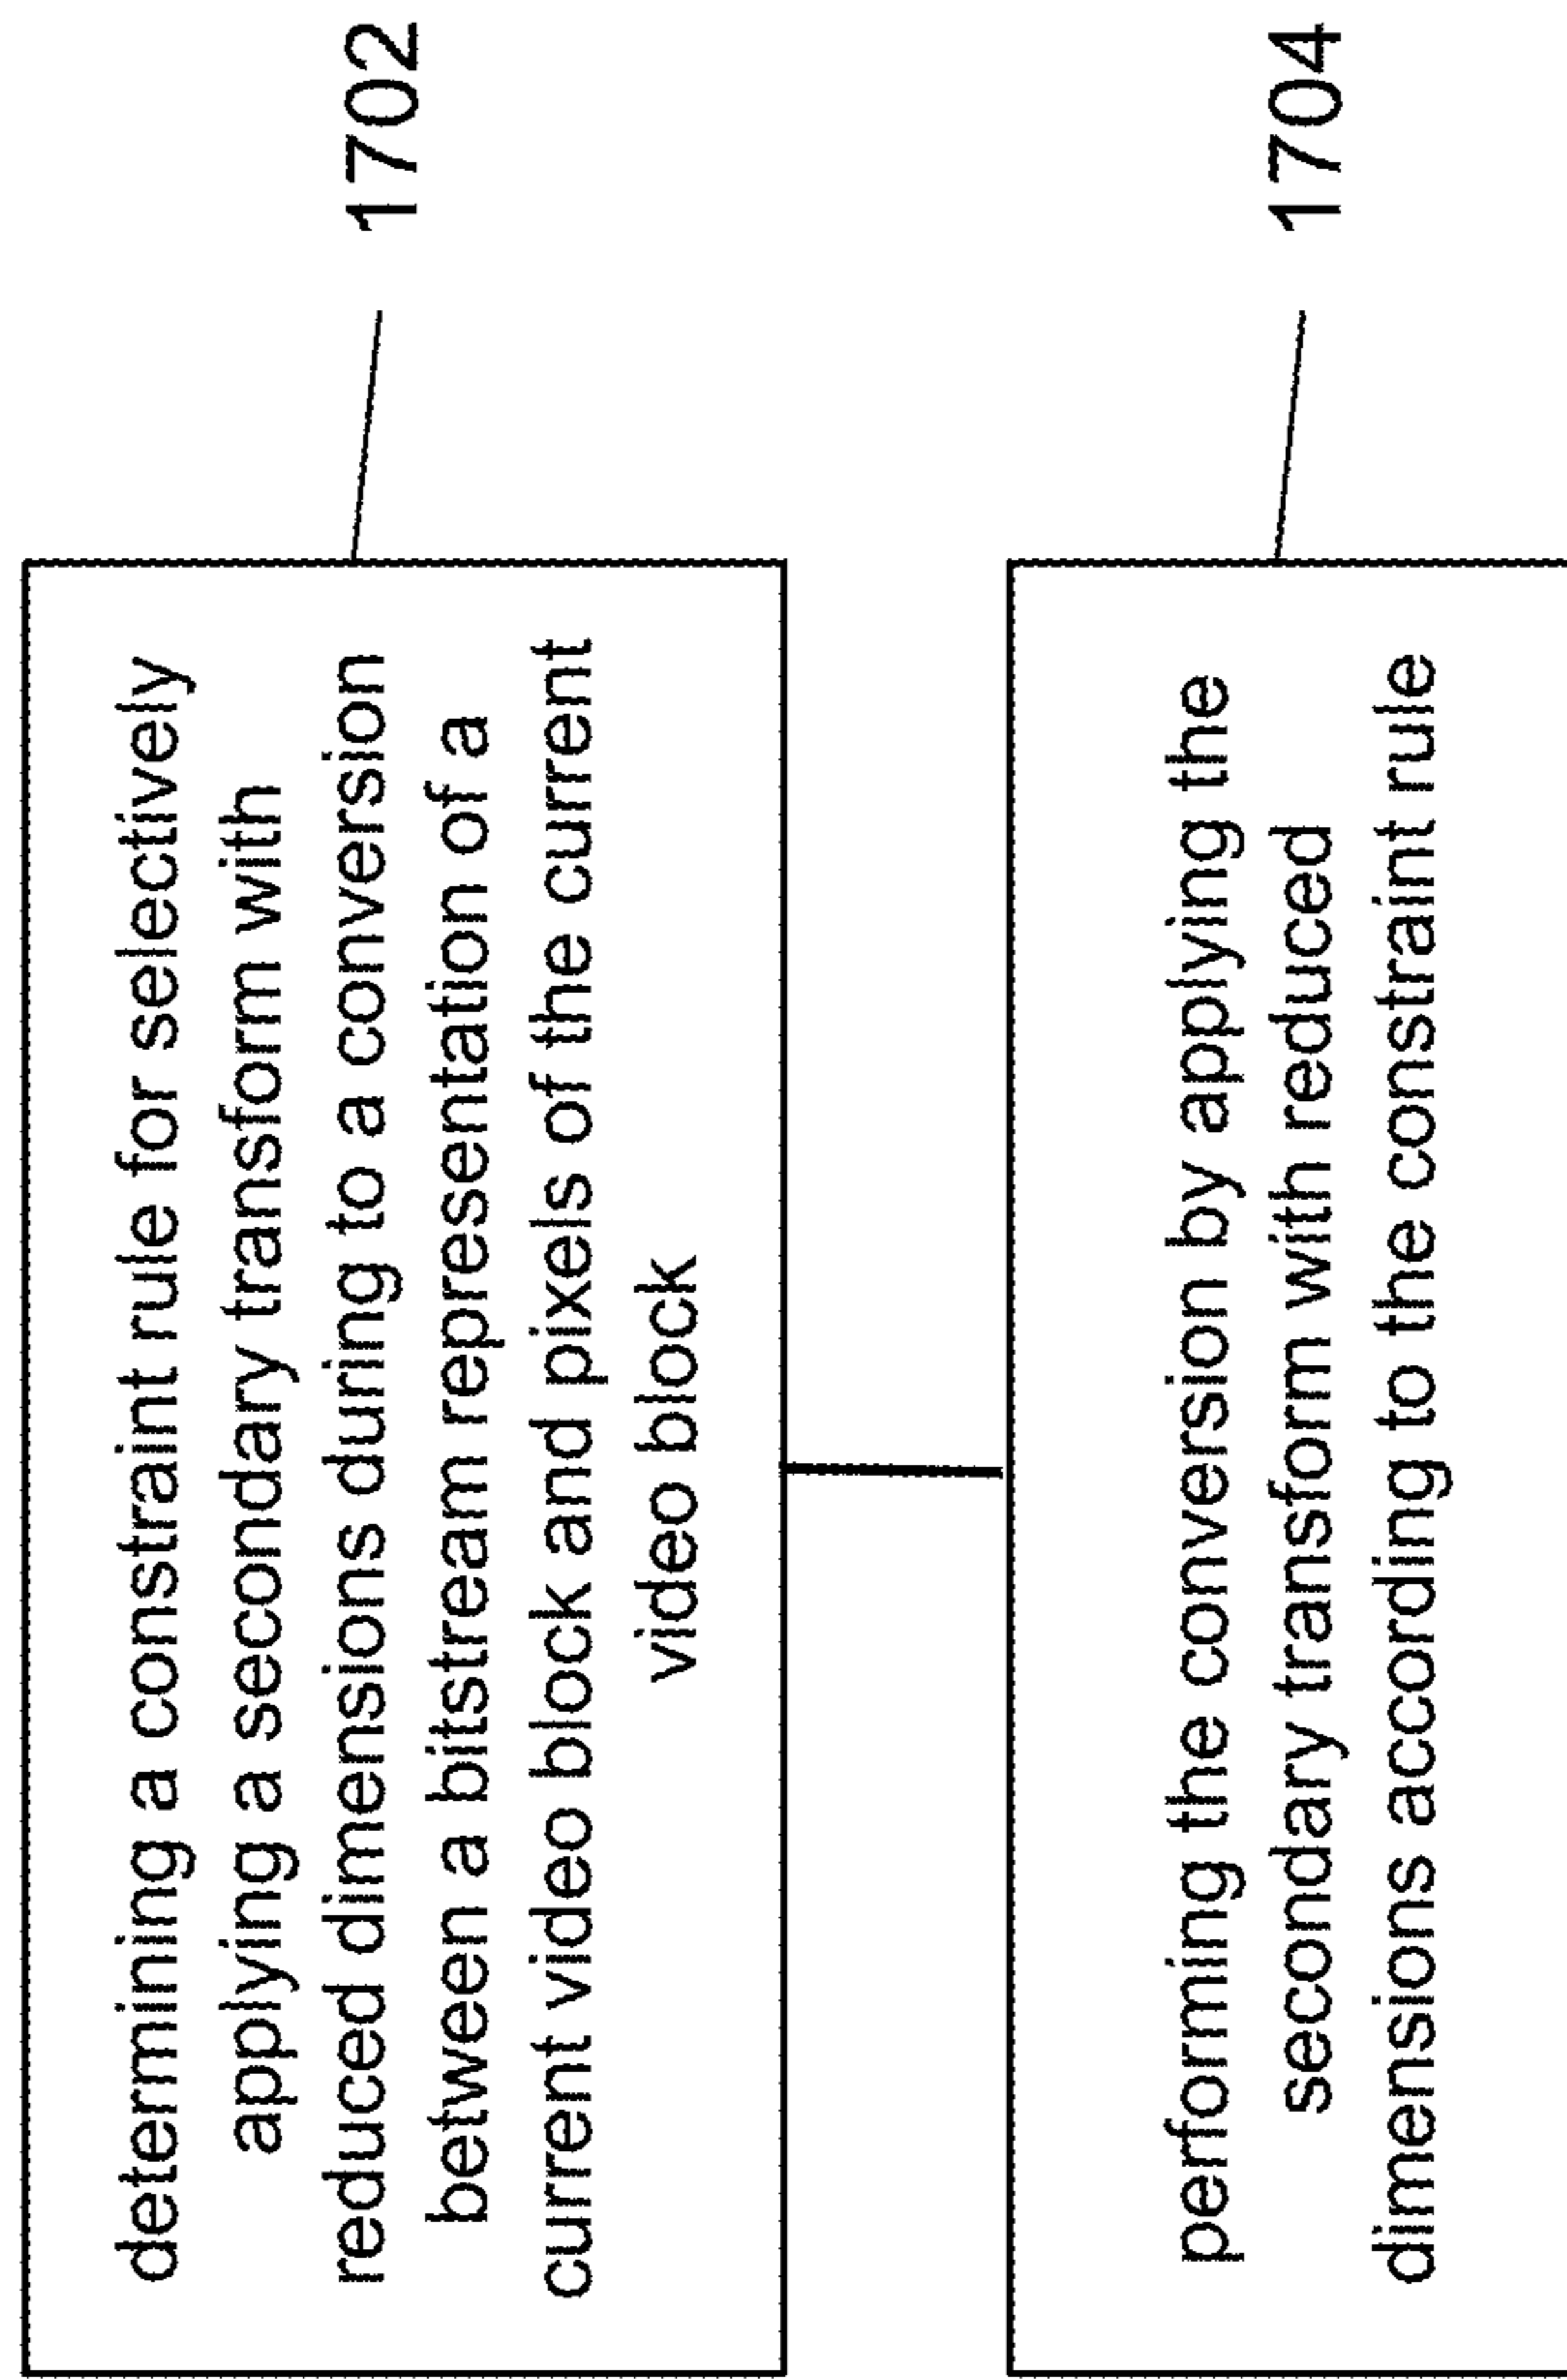 determining a constraint rule for selectively
applying a secondary transform with
reduced dimensions during to a conversion
between a bitstream representation of a
current video block and pixels of the current
video block
1702
performing the conversion by applying the
secondary transform with reduced
dimensions according to the constraint rule
1704